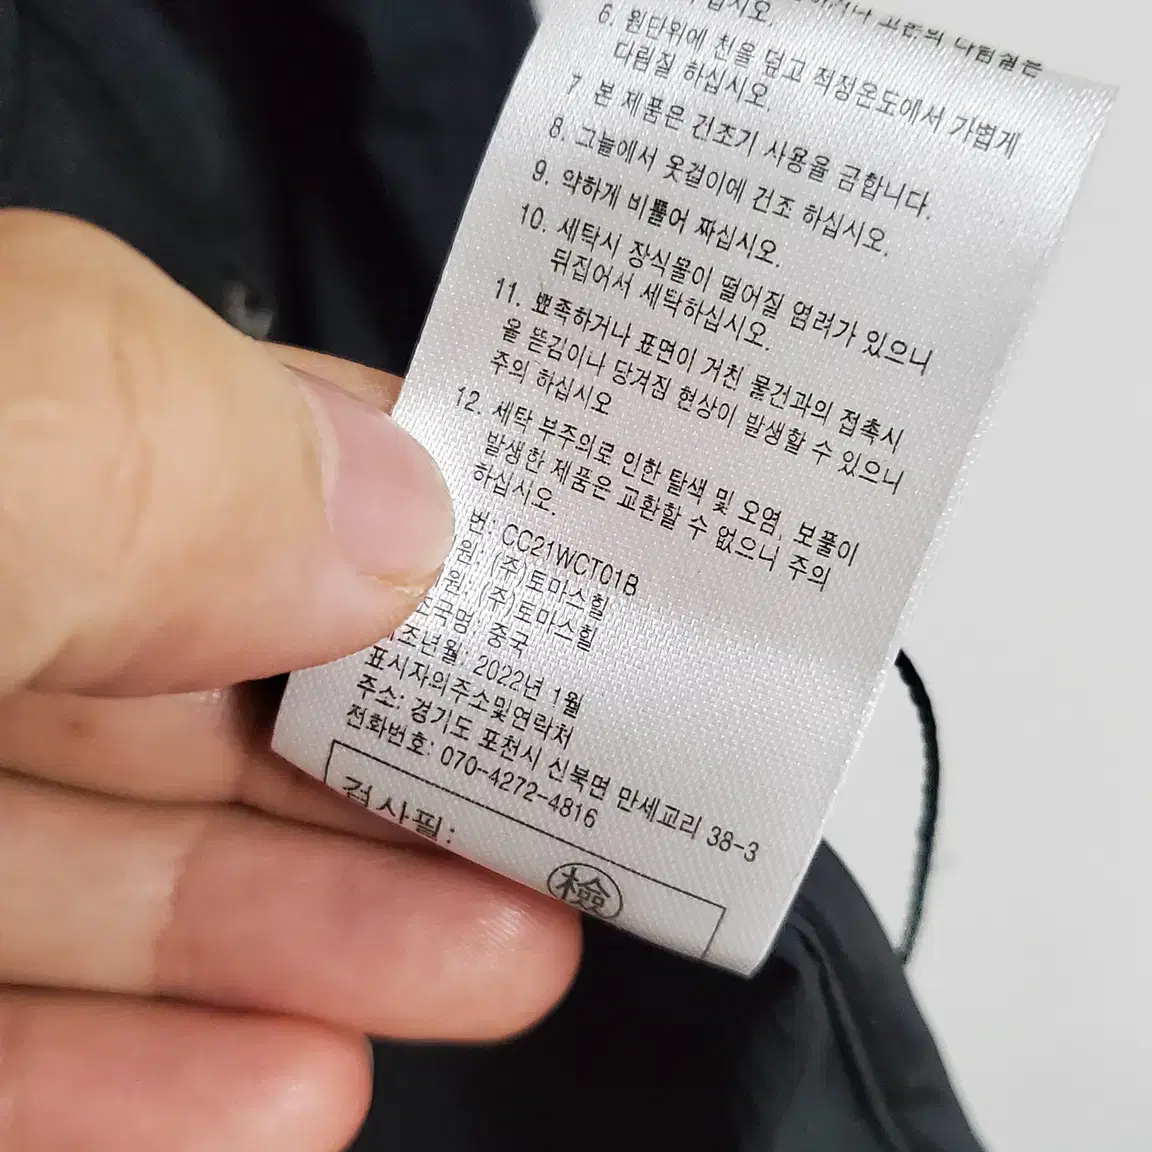 십시오.
6. 원단위에 천을 덮고 적정온도에서 가볍게
다림질 하십시오.
7 본 제품은 건조기 사용을 금합니다.
8. 그늘에서 옷걸이에 건조 하십시오.
9. 약하게 비틀어 짜십시오.
10. 세탁시 장식물이 떨어질 염려가 있으니
뒤집어서 세탁하십시오.
11. 뾰족하거나 표면이 거친 물건과의 접촉시
올 뜯김이나 당겨짐 현상이 발생할 수 있으니
주의 하십시오
12. 세탁 부주의로 인한 탈색 및 오염, 보풀이
발생한 제품은 교환할 수 없으니 주의
하십시오.
번: CC21WCT01B
원: (주)토마스힐
원: (주)토마스힐
조국명: 중국
조년월: 2022년 1월
표시자의주소및연락처
주소: 경기도 포천시 신북면 만세교리 38-3
전화번호: 070-4272-4816
검사필:
檢